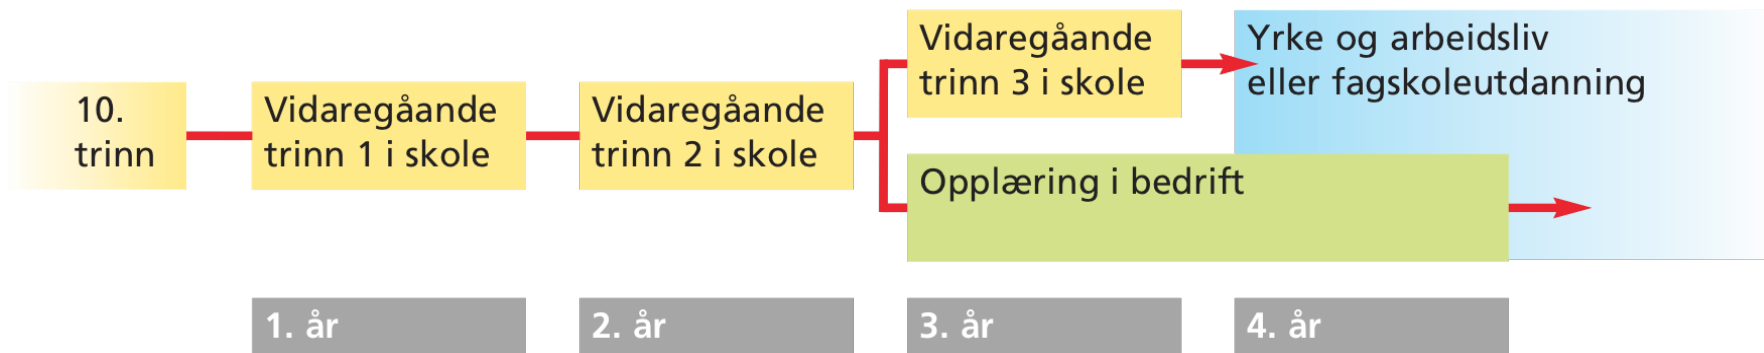 10.
trinn
Vidaregåande
trinn 1 i skole
Vidaregåande
trinn 2 i skole
Vidaregåande
trinn 3 i skole
Yrke og arbeidsliv
eller fagskoleutdanning
Opplæring i bedrift
1. år
2. år
3. år
4. år